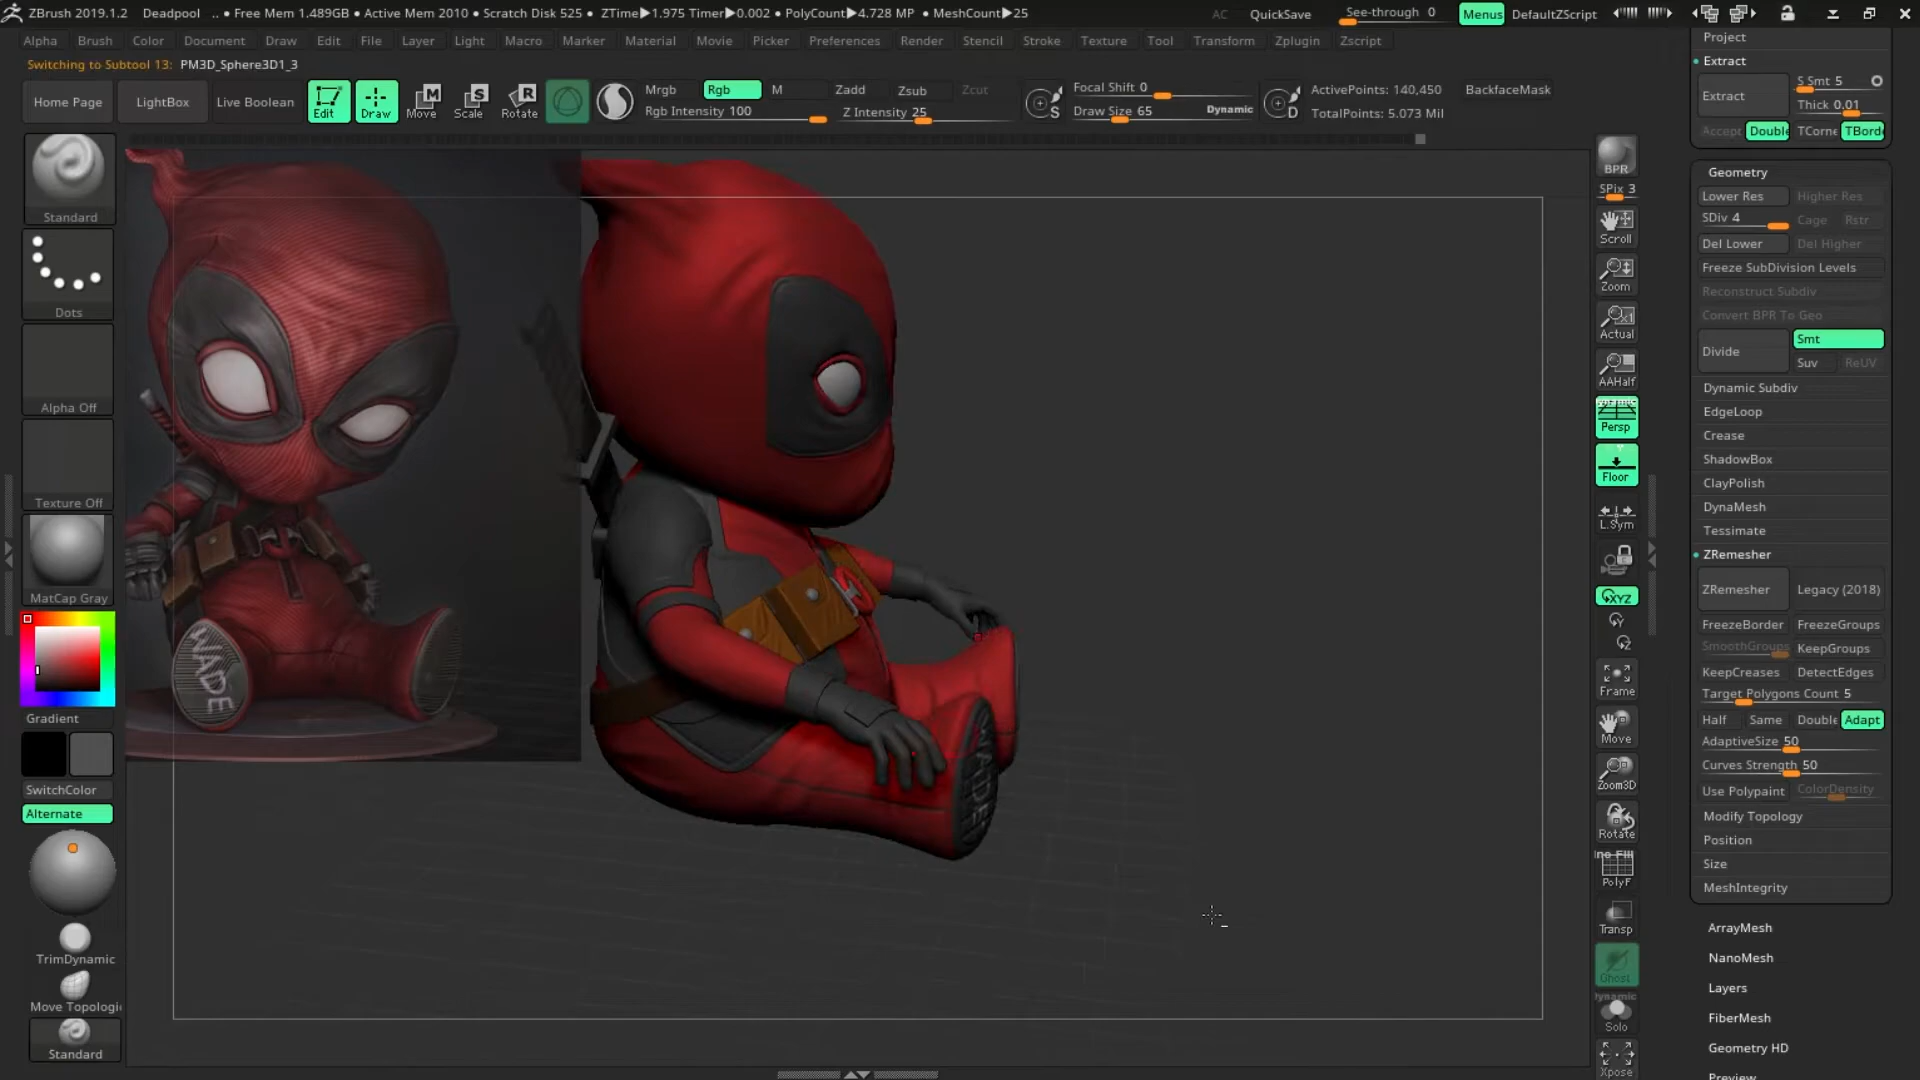 ZBrush 2019.1.2 Deadpool .. • Free Mem 1.489GB • Active Mem 2010 • Scratch Disk 525 • ZTime▶1.975 Timer▶0.002 • PolyCount▶4.728 MP • MeshCount▶25 AC QuickSave See-through 0 Menus DefaultZScript
Alpha Brush Color Document Draw Edit File Layer Light Macro Marker Material Movie Picker Preferences Render Stencil Stroke Texture Tool Transform Zplugin Zscript
Switching to Subtool 13: PM3D_Sphere3D1_3
Home Page LightBox Live Boolean Edit Draw Move Scale Rotate
Mrgb Rgb M Zadd Zsub Zcut
Rgb Intensity 100 Z Intensity 25
Focal Shift 0
Draw Size 65 Dynamic
ActivePoints: 140,450 BackfaceMask
TotalPoints: 5.073 Mil
Standard
Dots
Alpha Off
Texture Off
MatCap Gray
Gradient
SwitchColor
Alternate
TrimDynamic
Move Topologi
Standard
WADE
WADE
BPR
SPix 3
Scroll
Zoom
Actual
AAHalf
Persp
Floor
L.Sym
XYZ
Frame
Move
Zoom3D
Rotate
PolyF
Transp
Ghost
Dynamic
Solo
Xpose
Project
Extract
Extract S Smt 5
Thick 0.01
Accept Double TCorne TBorde
Geometry
Lower Res Higher Res
SDiv 4 Cage Rstr
Del Lower Del Higher
Freeze SubDivision Levels
Reconstruct Subdiv
Convert BPR To Geo
Divide Smt
Suv ReUV
Dynamic Subdiv
EdgeLoop
Crease
ShadowBox
ClayPolish
DynaMesh
Tessimate
ZRemesher
ZRemesher Legacy (2018)
FreezeBorder FreezeGroups
SmoothGroups KeepGroups
KeepCreases DetectEdges
Target Polygons Count 5
Half Same Double Adapt
AdaptiveSize 50
Curves Strength 50
Use Polypaint ColorDensity
Modify Topology
Position
Size
MeshIntegrity
ArrayMesh
NanoMesh
Layers
FiberMesh
Geometry HD
Preview